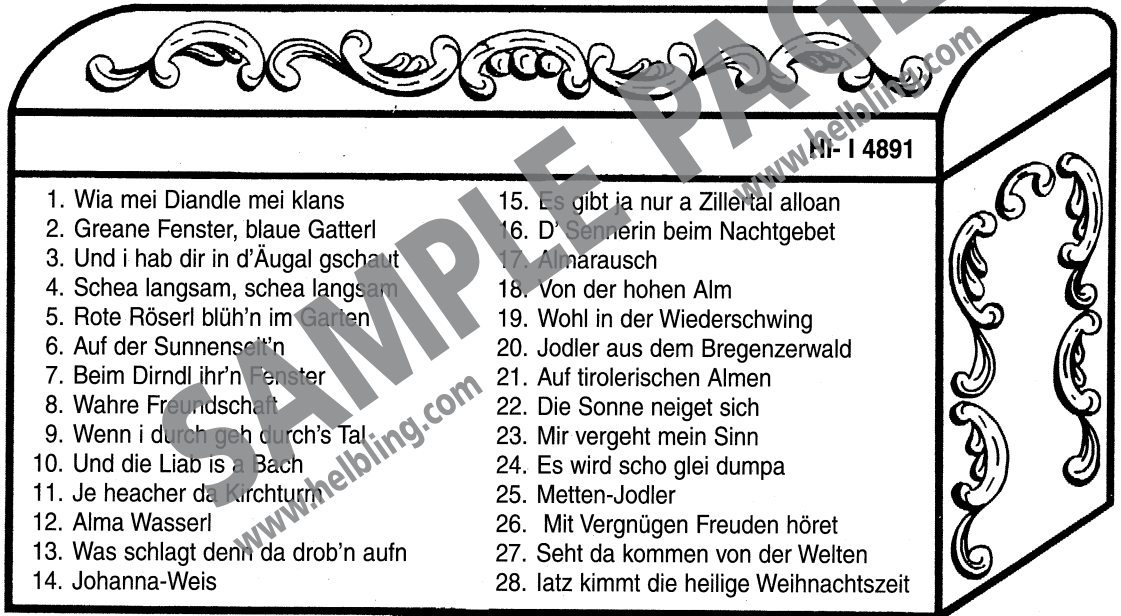 HI- I 4891
1. Wia mei Diandle mei klans
2. Greane Fenster, blaue Gatterl
3. Und i hab dir in d'Äugal gschaut
4. Schea langsam, schea langsam
5. Rote Röserl blüh'n im Garten
6. Auf der Sunnenseit'n
7. Beim Dirndl ihr'n Fenster
8. Wahre Freundschaft
9. Wenn i durch geh durch's Tal
10. Und die Liab is a Bach
11. Je heacher da Kirchturm
12. Alma Wasserl
13. Was schlagt denn da drob'n aufn
14. Johanna-Weis
15. Es gibt ja nur a Zillertal alloan
16. D' Sennerin beim Nachtgebet
17. Almarausch
18. Von der hohen Alm
19. Wohl in der Wiederschwing
20. Jodler aus dem Bregenzerwald
21. Auf tirolerischen Almen
22. Die Sonne neiget sich
23. Mir vergeht mein Sinn
24. Es wird scho glei dumpa
25. Metten-Jodler
26. Mit Vergnügen Freuden höret
27. Seht da kommen von der Welten
28. Iatz kimmt die heilige Weihnachtszeit
SAMPLE PAGE
www.helbling.com
www.helbling.com